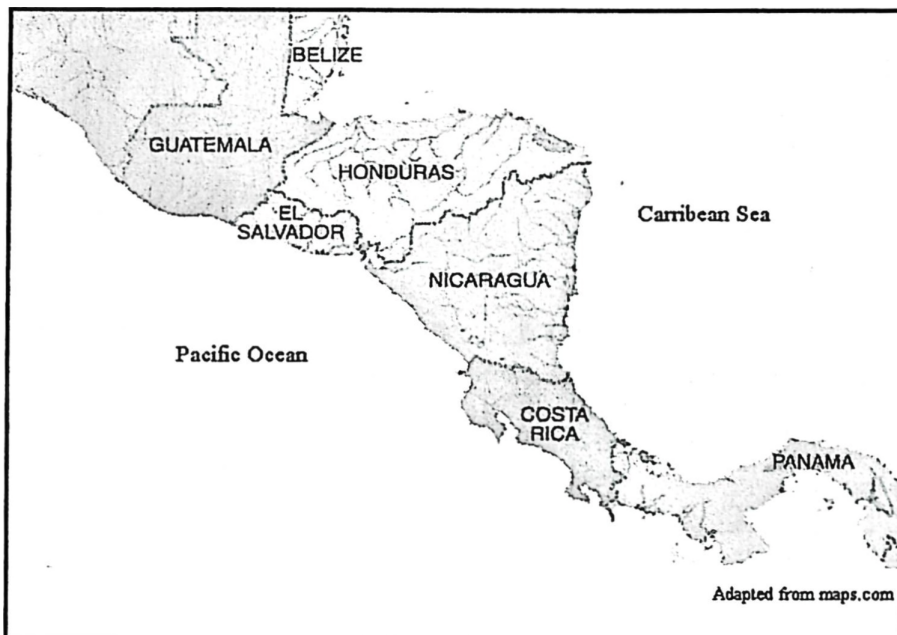 BELIZE
GUATEMALA
HONDURAS
EL
SALVADOR
Carribean Sea
NICARAGUA
Pacific Ocean
COSTA
RICA
PANAMA
Adapted from maps.com